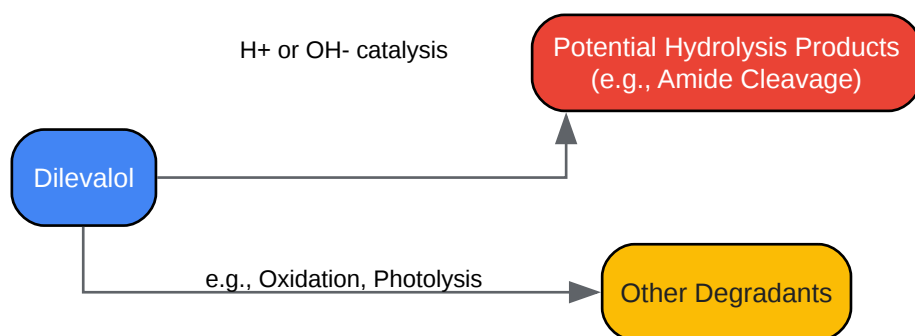 H+ or OH- catalysis
Potential Hydrolysis Products
(e.g., Amide Cleavage)
Dilevalol
e.g., Oxidation, Photolysis
Other Degradants